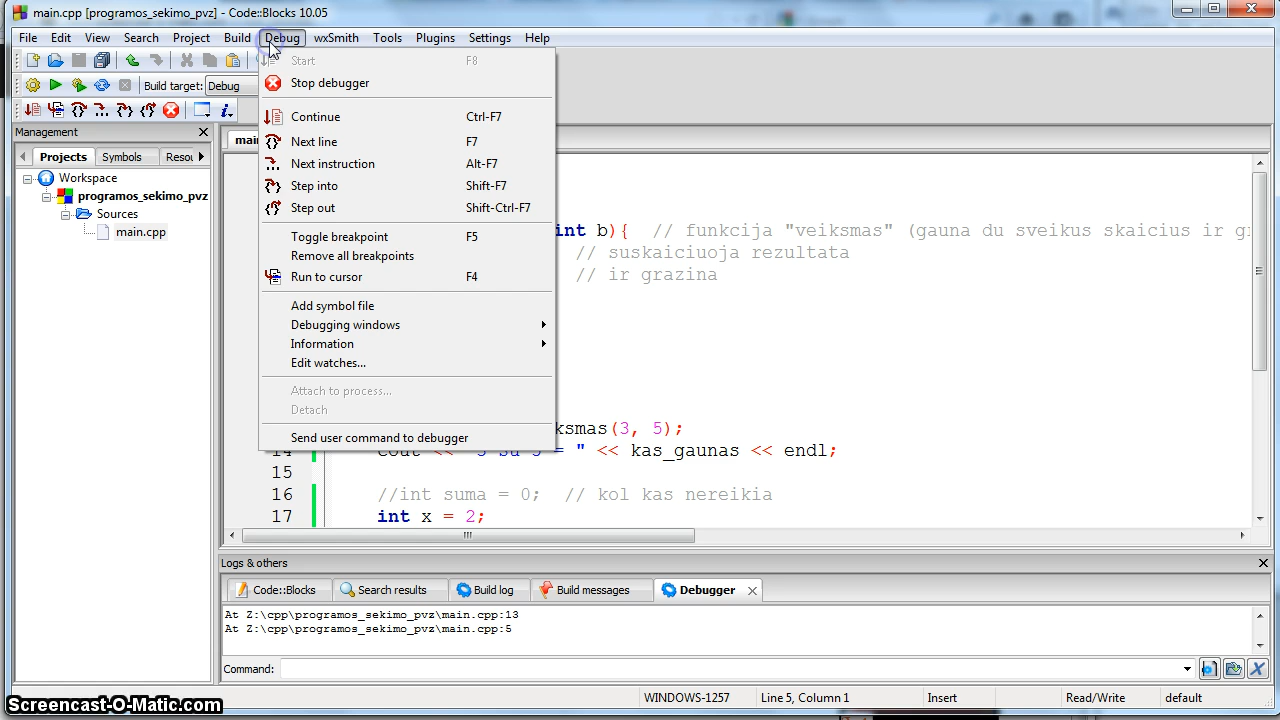 main.cpp [programos_sekimo_pvz] - Code::Blocks 10.05
File Edit View Search Project Build Debug wxSmith Tools Plugins Settings Help
Build target: Debug
Start F8
Stop debugger
Continue Ctrl-F7
Next line F7
Next instruction Alt-F7
Step into Shift-F7
Step out Shift-Ctrl-F7
Toggle breakpoint F5
Remove all breakpoints
Run to cursor F4
Add symbol file
Debugging windows
Information
Edit watches...
Attach to process...
Detach
Send user command to debugger
Management
Projects Symbols Resou
Workspace
programos_sekimo_pvz
Sources
main.cpp
int b){ // funkcija "veiksmas" (gauna du sveikus skaicius ir
// suskaiciuoja rezultata
// ir grazina
(3, 5);
14 cout << "3 su 5 = " << kas_gaunas << endl;
15
16 //int suma = 0; // kol kas nereikia
17 int x = 2;
Logs & others
Code::Blocks Search results Build log Build messages Debugger
At Z:\cpp\programos_sekimo_pvz\main.cpp:13
At Z:\cpp\programos_sekimo_pvz\main.cpp:5
Command:
WINDOWS-1257 Line 5, Column 1 Insert Read/Write default
Screencast-O-Matic.com